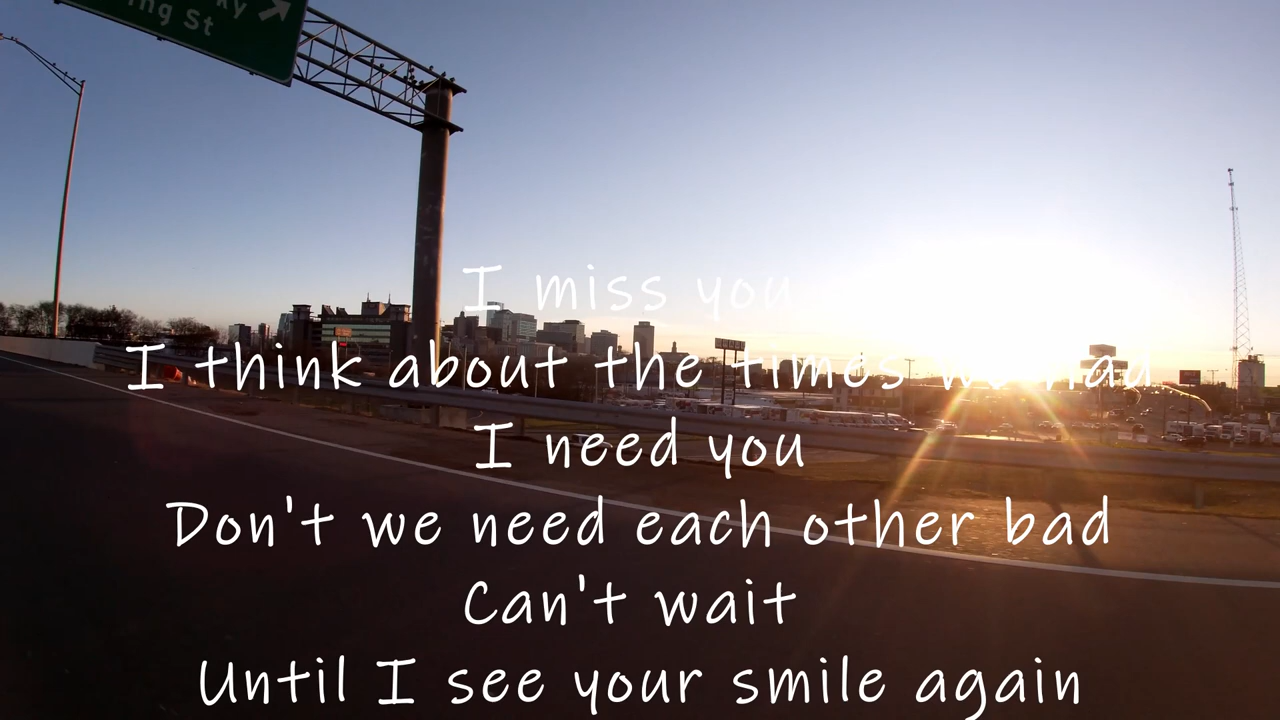 ing St
I miss you
I think about the times we had
I need you
Don't we need each other bad
Can't wait
Until I see your smile again